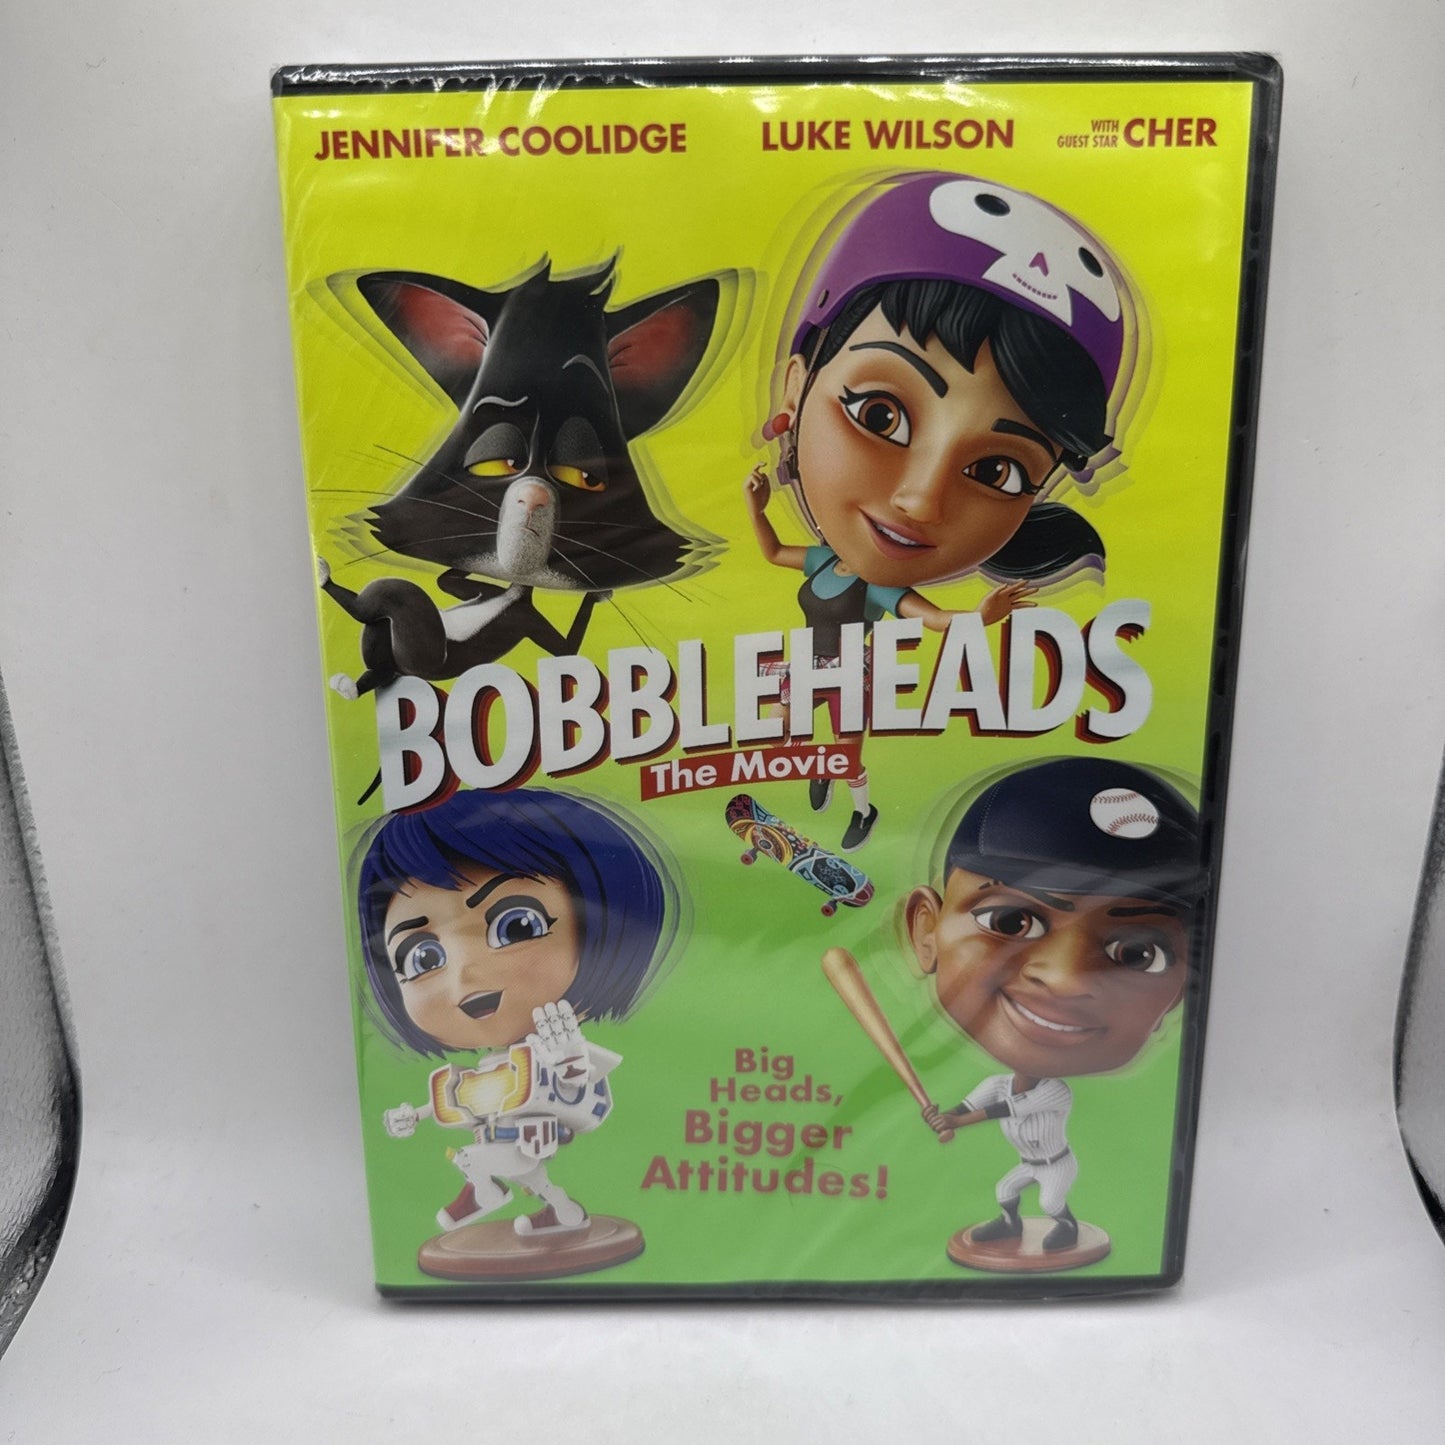 JENNIFER COOLIDGE LUKE WILSON WITH GUEST STAR CHER
BOBBLEHEADS
The Movie
Big
Heads,
Bigger
Attitudes!